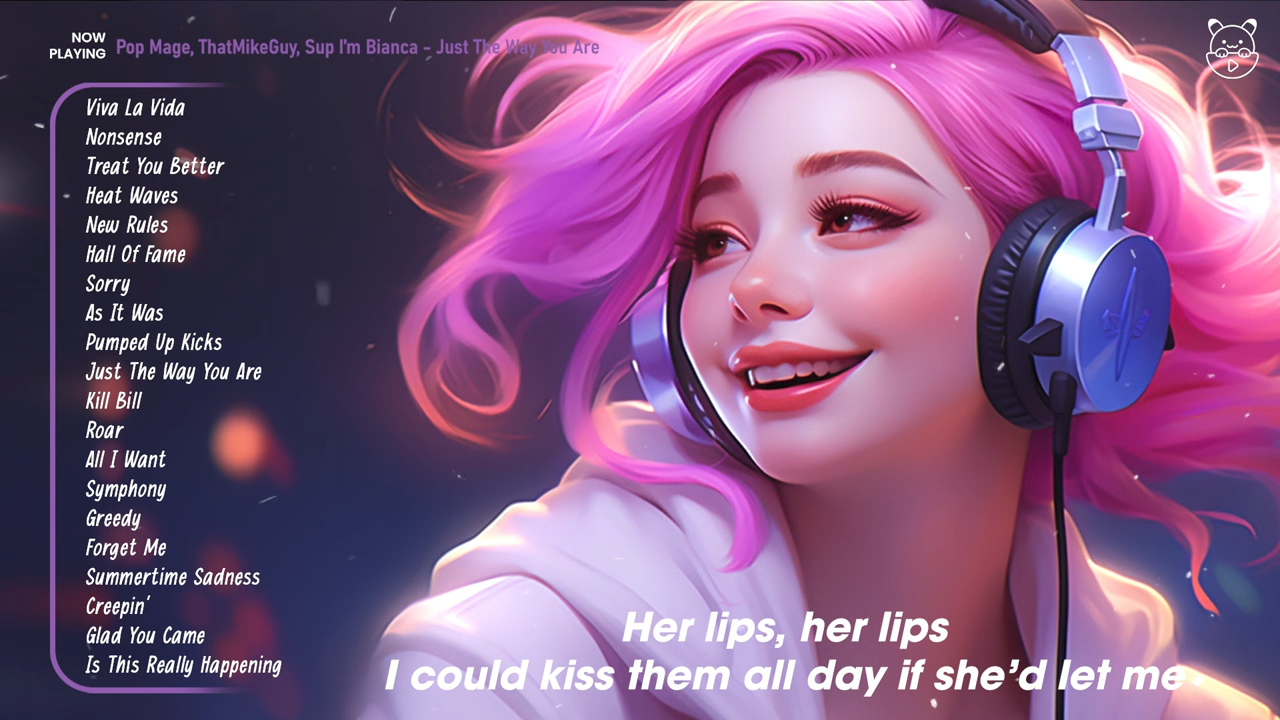 NOW
PLAYING
Pop Mage, ThatMikeGuy, Sup I'm Bianca - Just The Way You Are
Viva La Vida
Nonsense
Treat You Better
Heat Waves
New Rules
Hall Of Fame
Sorry
As It Was
Pumped Up Kicks
Just The Way You Are
Kill Bill
Roar
All I Want
Symphony
Greedy
Forget Me
Summertime Sadness
Creepin'
Glad You Came
Is This Really Happening
Her lips, her lips
I could kiss them all day if she’d let me